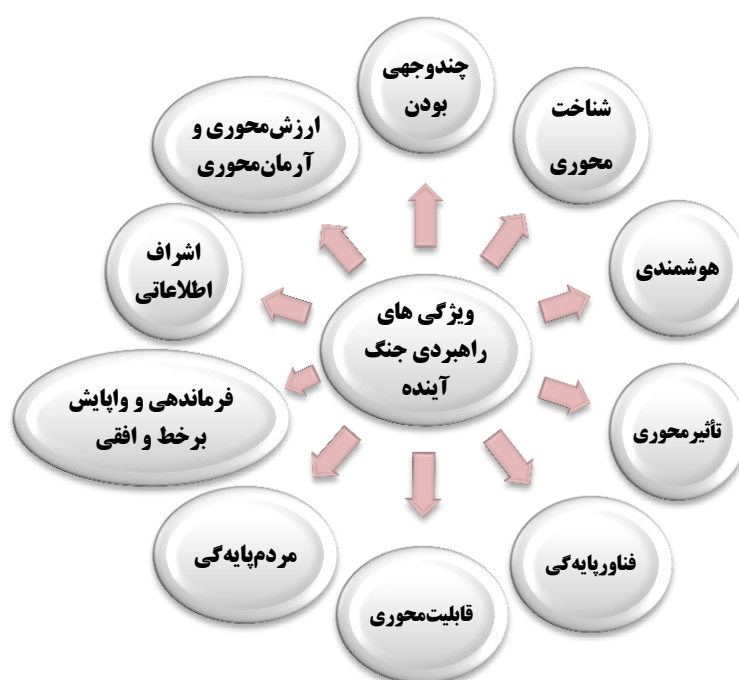 چندوجهی
بودن
شناخت
محوری
هوشمندی
تأثیرمحوری
فناورپایه‌گی
قابلیت‌محوری
مردم‌پایه‌گی
فرماندهی و واپایش
برخط و افقی
اشراف
اطلاعاتی
ارزش‌محوری و
آرمان‌محوری
ویژگی های
راهبردی جنگ
آینده